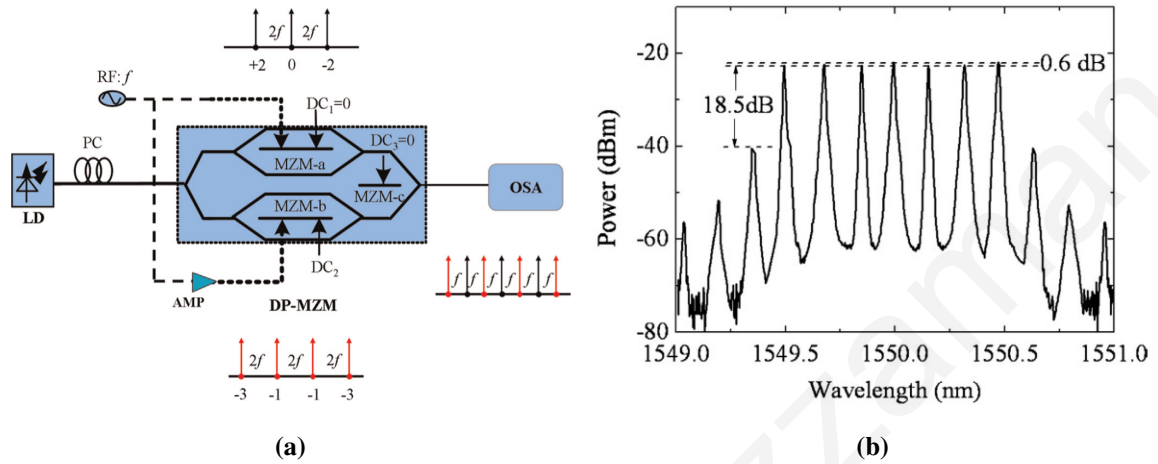 2f 2f
+2 0 -2
RF: f
PC
DC₁=0
MZM-a
DC₃=0
MZM-c
MZM-b
DC₂
LD
OSA
AMP
DP-MZM
f f f f f f
2f 2f 2f
-3 -1 -1 -3
(a)
Power (dBm)
-20
-40
-60
-80
0.6 dB
18.5dB
1549.0 1549.5 1550.0 1550.5 1551.0
Wavelength (nm)
(b)
zzaman